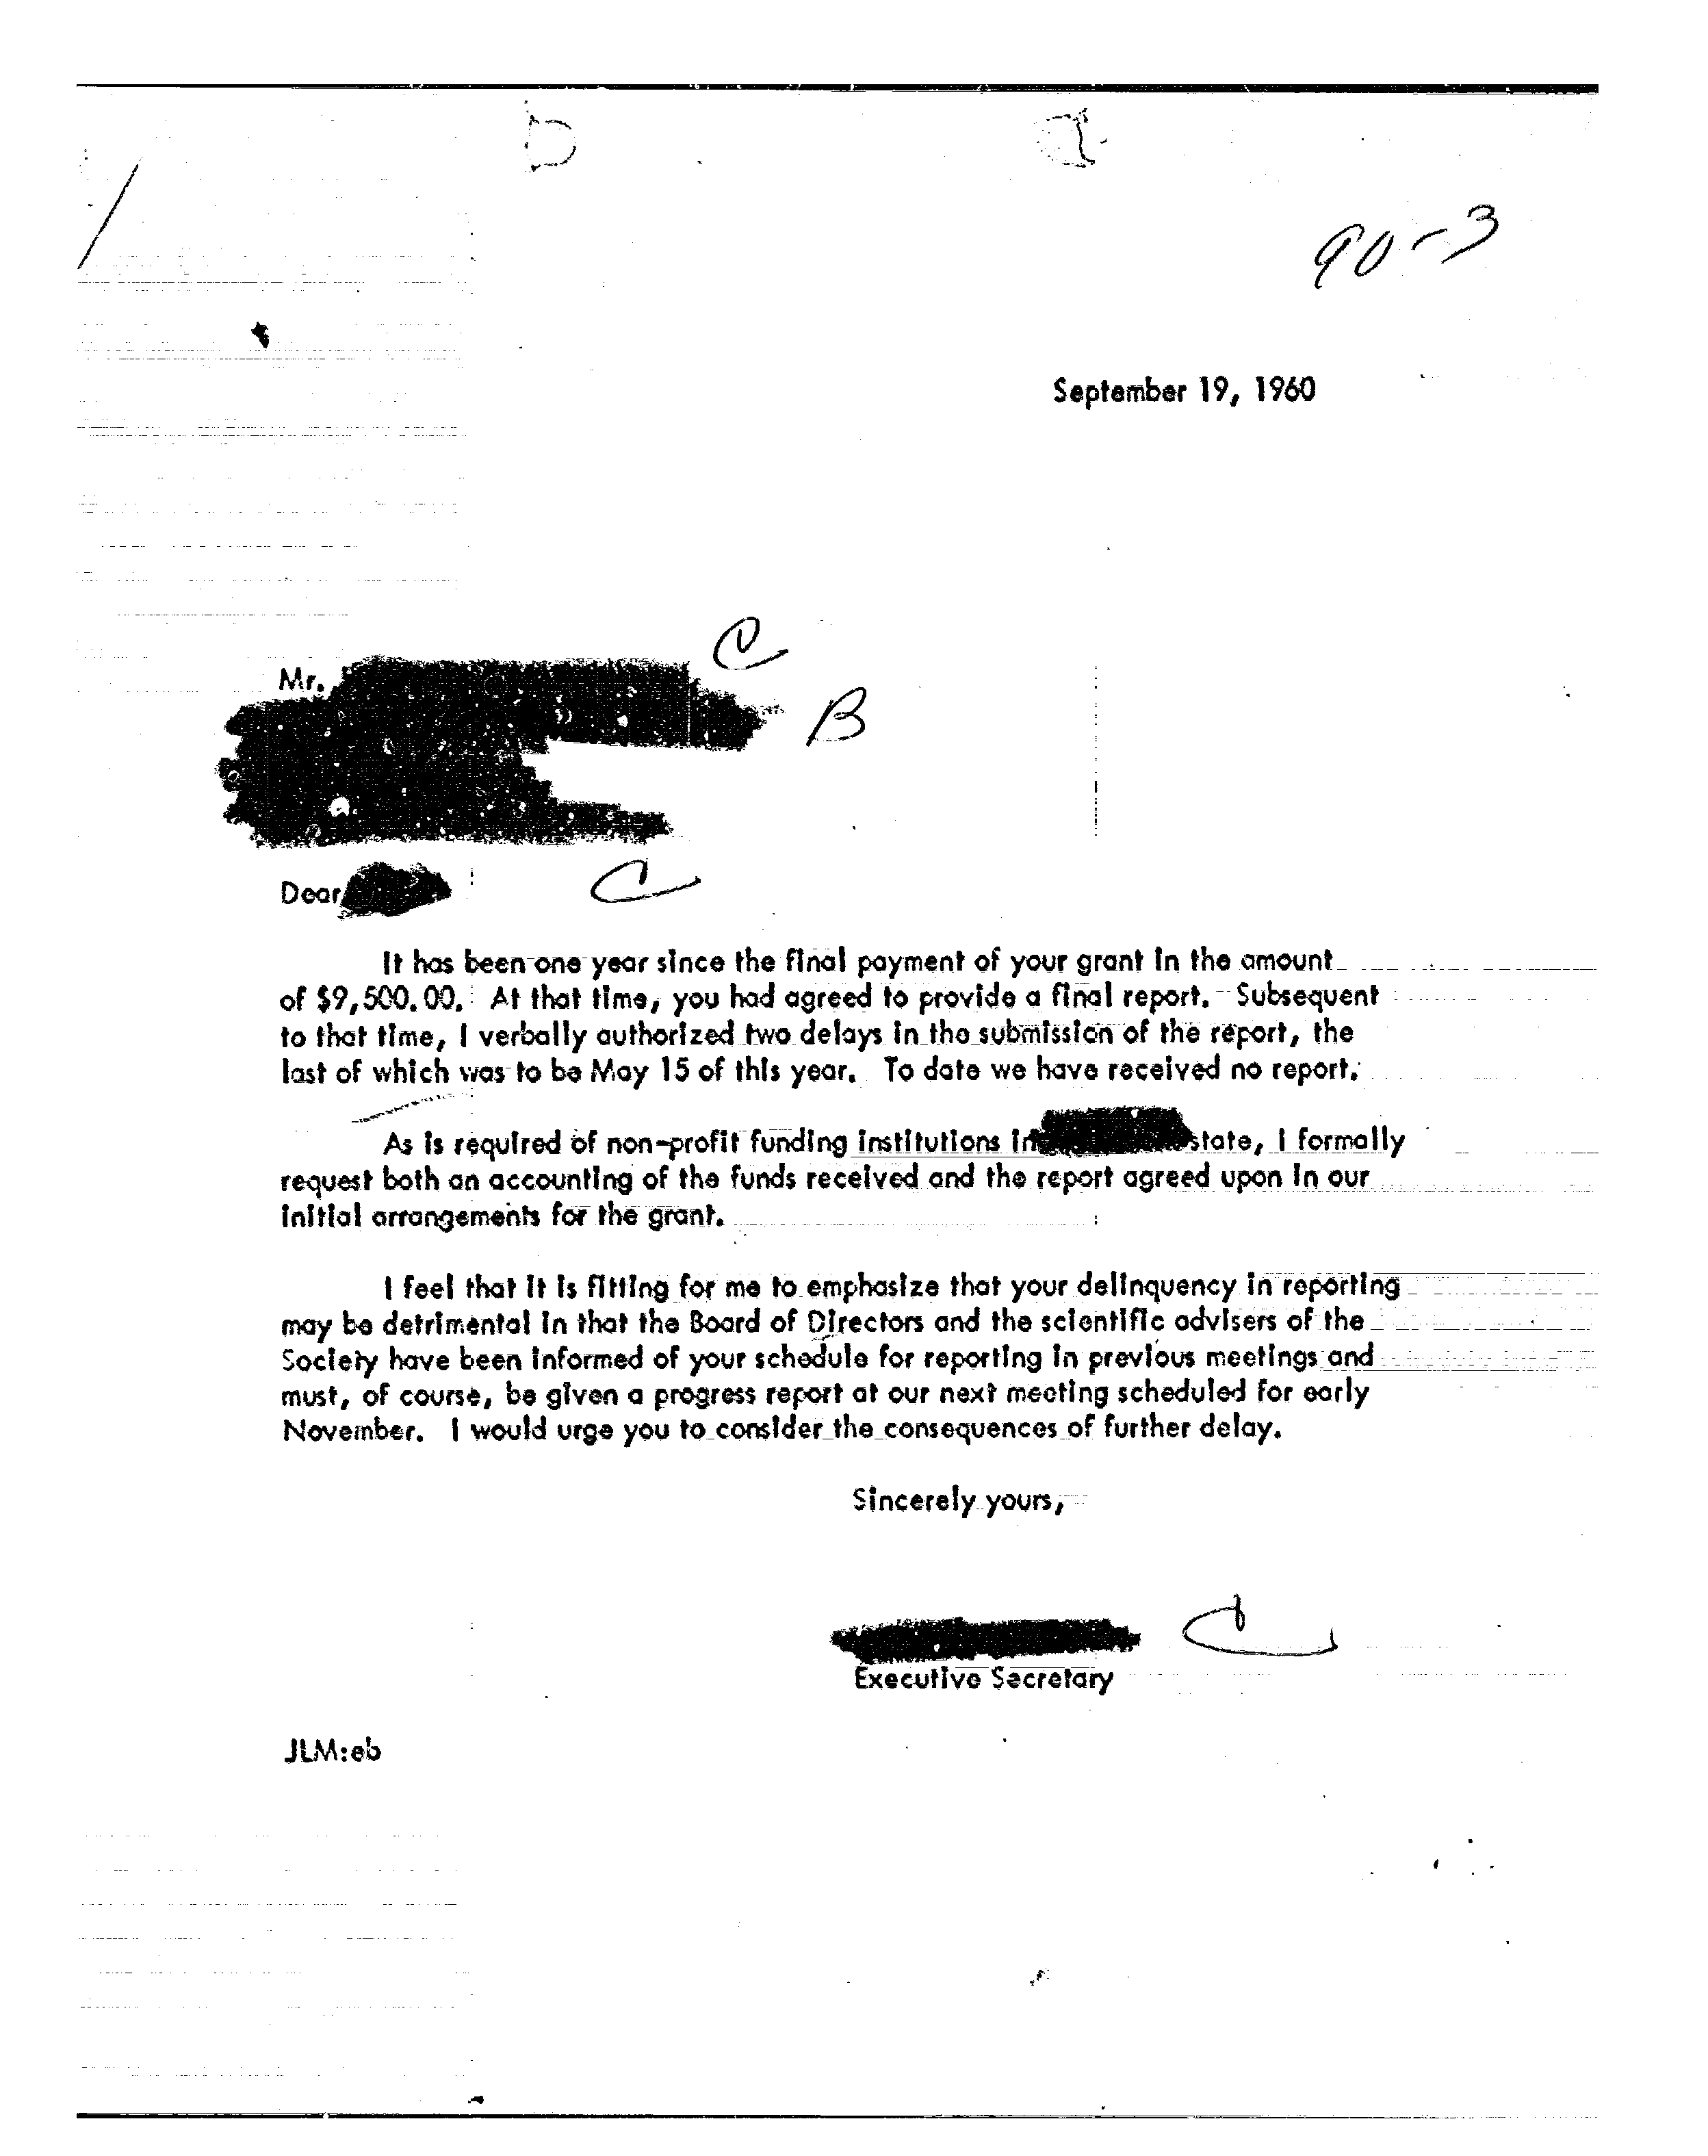 90-3
September 19, 1960
C
Mr.
B
Dear
C
It has been one year since the final payment of your grant in the amount
of $9,500.00. At that time, you had agreed to provide a final report. Subsequent
to that time, I verbally authorized two delays in the submission of the report, the
last of which was to be May 15 of this year. To date we have received no report.
As is required of non-profit funding institutions in state, I formally
request both an accounting of the funds received and the report agreed upon in our
initial arrangements for the grant.
I feel that it is fitting for me to emphasize that your delinquency in reporting
may be detrimental in that the Board of Directors and the scientific advisers of the
Society have been informed of your schedule for reporting in previous meetings and
must, of course, be given a progress report at our next meeting scheduled for early
November. I would urge you to consider the consequences of further delay.
Sincerely yours,
C
Executive Secretary
JLM:eb